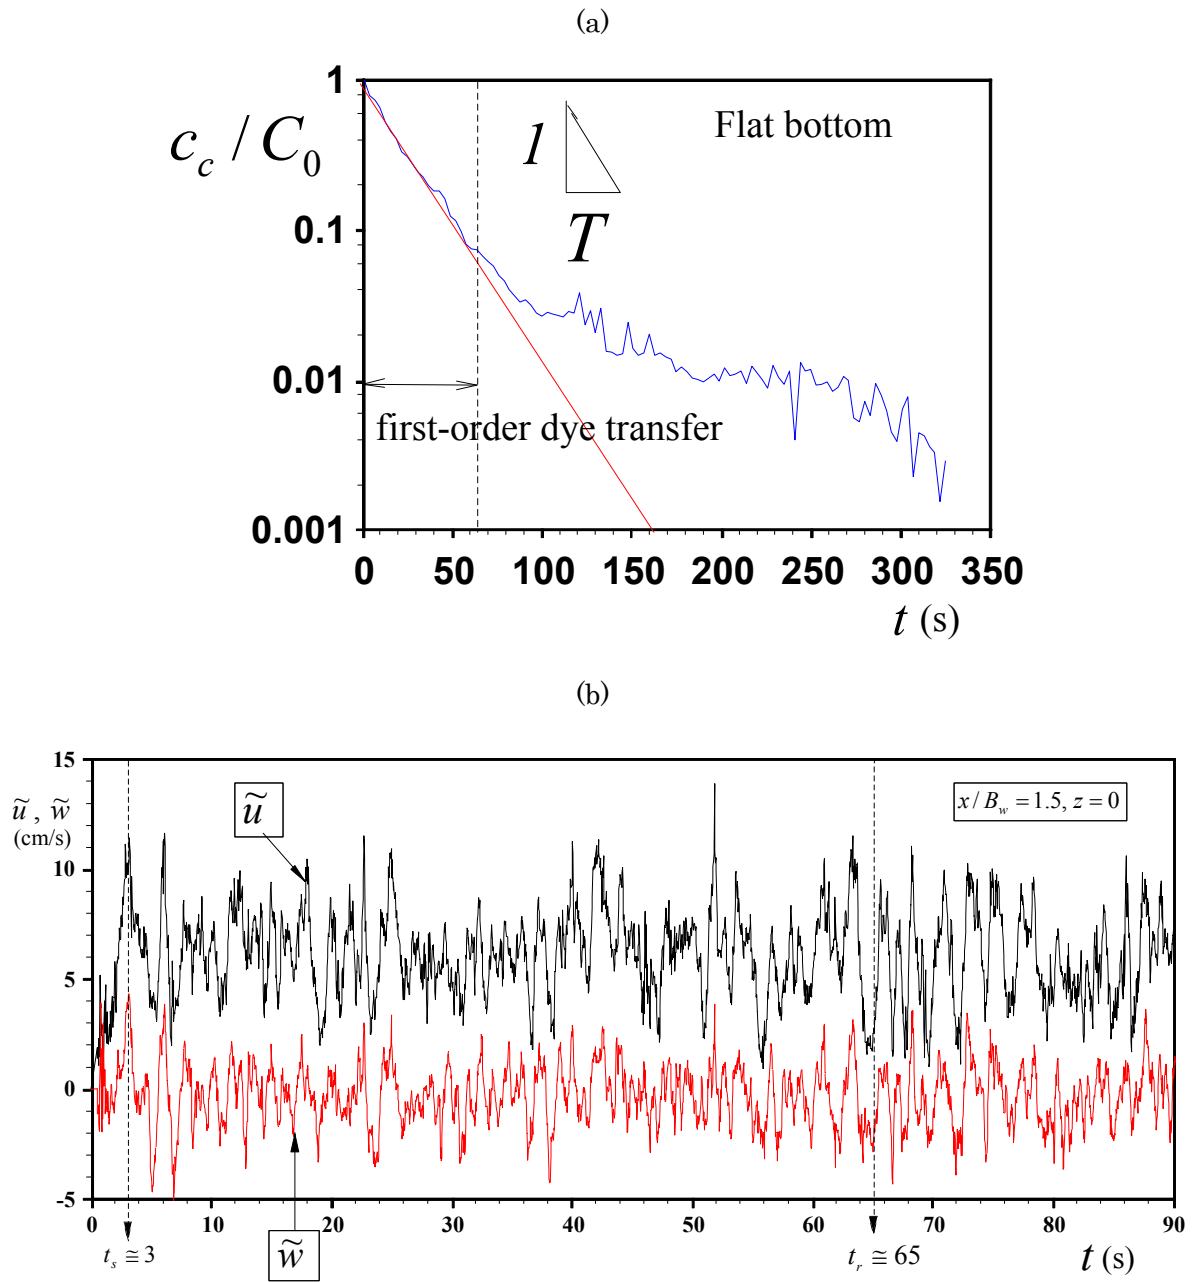 (a)
1
c_c / C_0
Flat bottom
1
T
0.1
0.01
first-order dye transfer
0.001
0 50 100 150 200 250 300 350
t (s)
(b)
15
ũ , w̃
(cm/s)
ũ
x / B_w = 1.5, z = 0
10
5
0
-5
0 10 20 30 40 50 60 70 80 90
t_s ≅ 3
w̃
t_r ≅ 65
t (s)